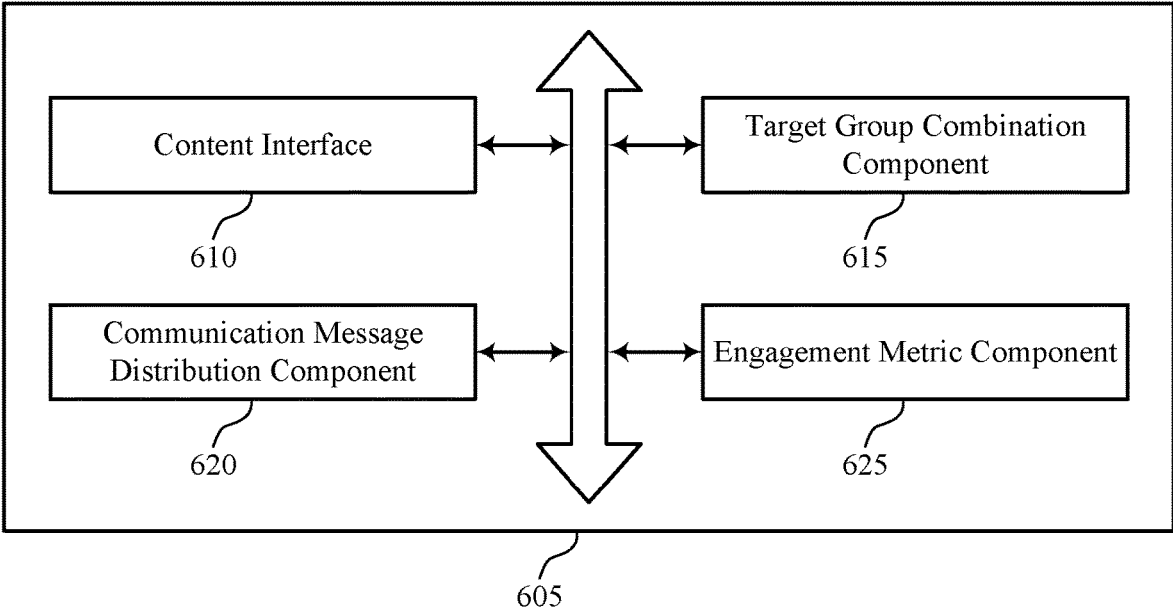 Content Interface
610
Target Group Combination
Component
615
Communication Message
Distribution Component
620
Engagement Metric Component
625
605